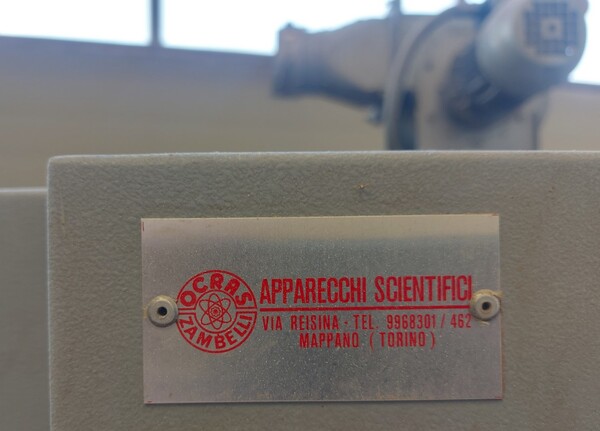 OCRAS
ZAMBELLI
APPARECCHI SCIENTIFICI
VIA REISINA - TEL. 9968301 / 462
MAPPANO ( TORINO )